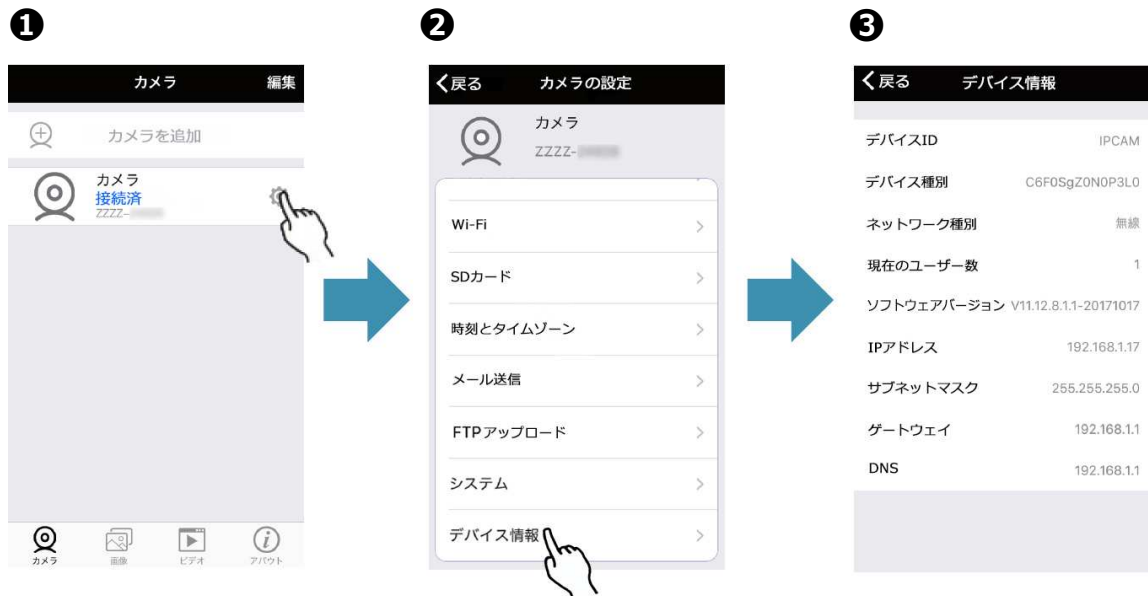 ❶
カメラ 編集
カメラを追加
カメラ
接続済
ZZZZ-
カメラ 画像 ビデオ アバウト
❷
戻る カメラの設定
カメラ
ZZZZ-
Wi-Fi
SDカード
時刻とタイムゾーン
メール送信
FTPアップロード
システム
デバイス情報
❸
戻る デバイス情報
デバイスID IPCAM
デバイス種別 C6F0SgZ0N0P3L0
ネットワーク種別 無線
現在のユーザー数 1
ソフトウェアバージョン V11.12.8.1.1-20171017
IPアドレス 192.168.1.17
サブネットマスク 255.255.255.0
ゲートウェイ 192.168.1.1
DNS 192.168.1.1